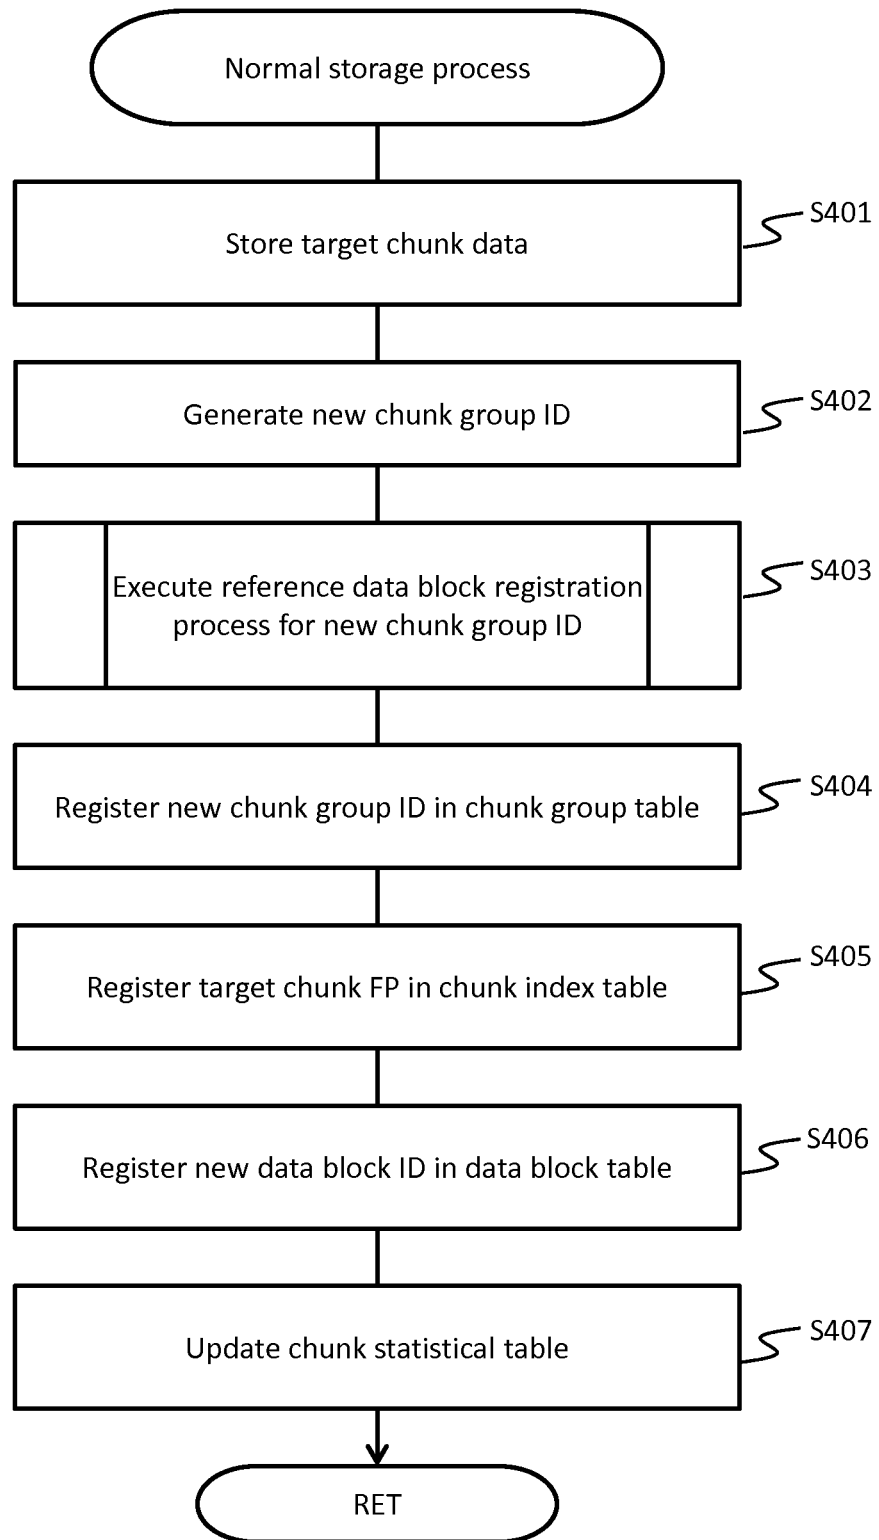 Normal storage process
Store target chunk data
S401
Generate new chunk group ID
S402
Execute reference data block registration
process for new chunk group ID
S403
Register new chunk group ID in chunk group table
S404
Register target chunk FP in chunk index table
S405
Register new data block ID in data block table
S406
Update chunk statistical table
S407
RET